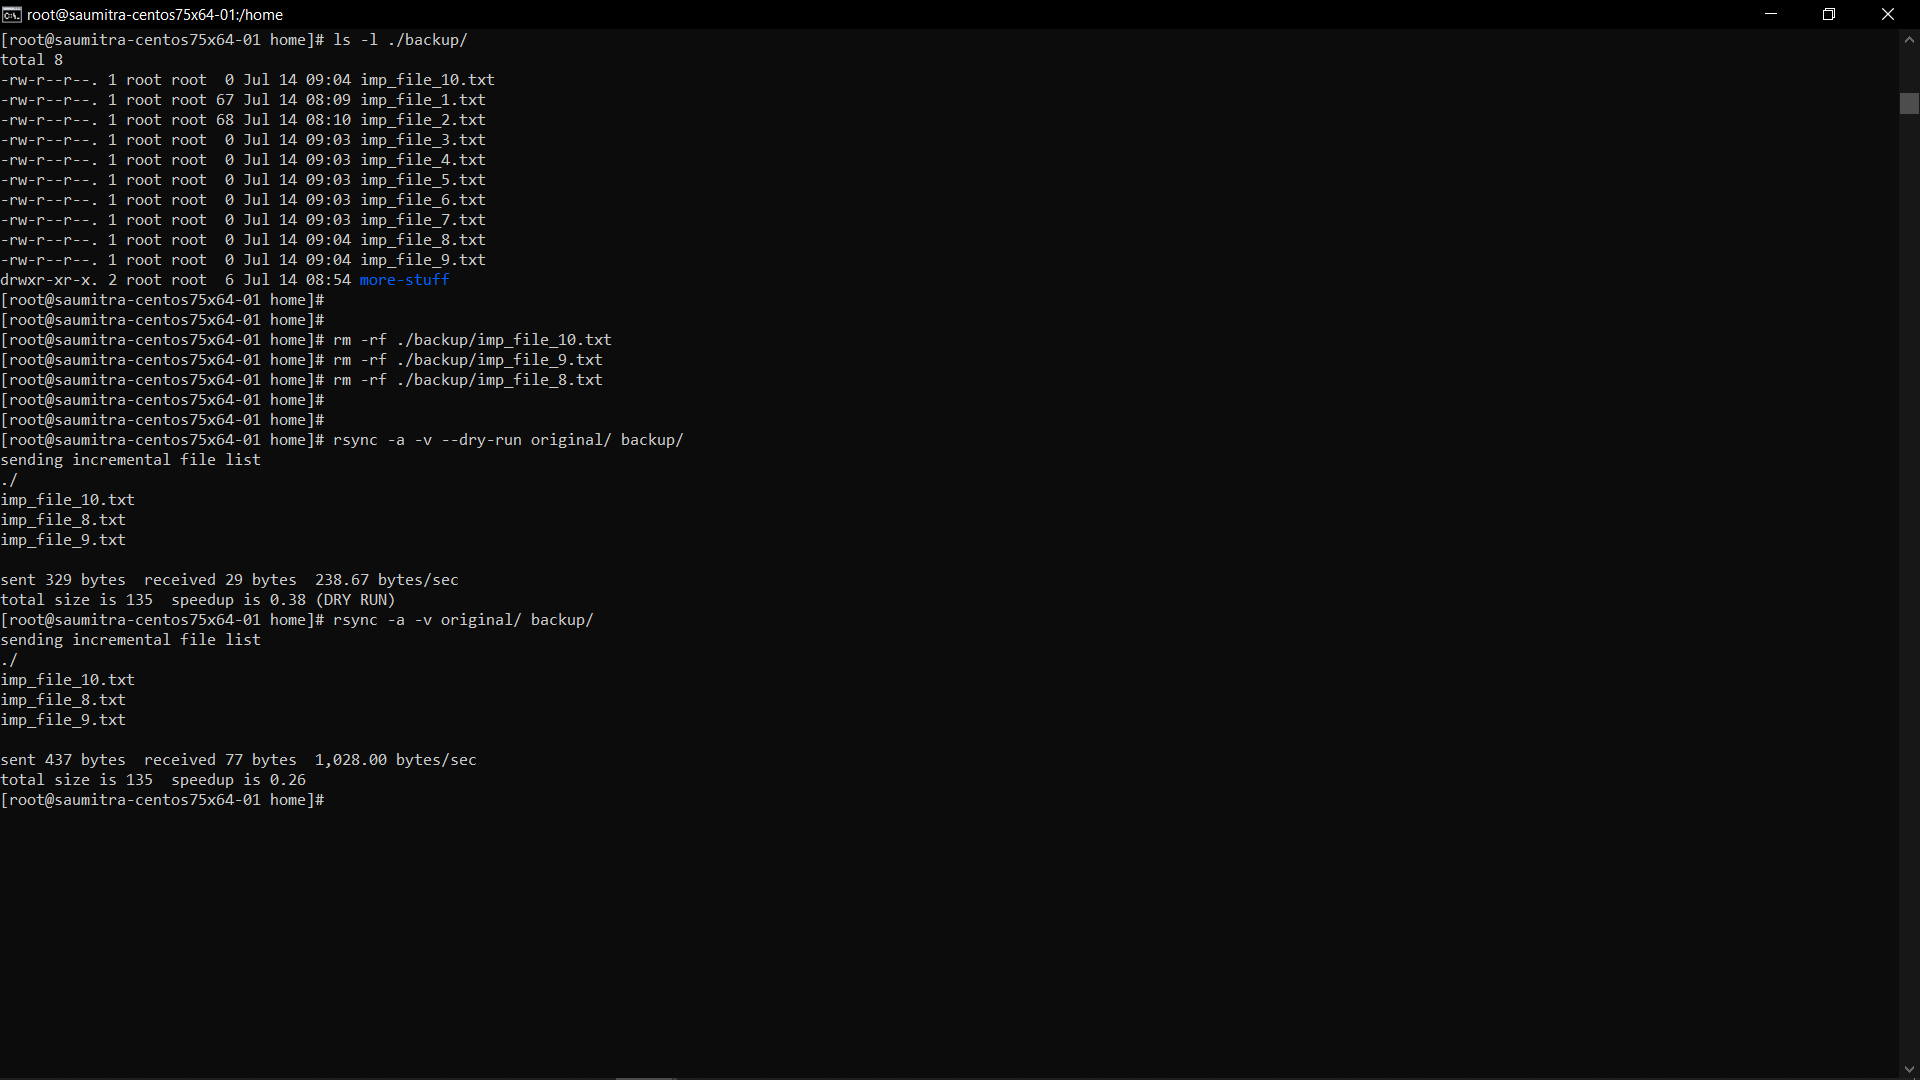 root@saumitra-centos75x64-01:/home
[root@saumitra-centos75x64-01 home]# ls -l ./backup/
total 8
-rw-r--r--. 1 root root  0 Jul 14 09:04 imp_file_10.txt
-rw-r--r--. 1 root root 67 Jul 14 08:09 imp_file_1.txt
-rw-r--r--. 1 root root 68 Jul 14 08:10 imp_file_2.txt
-rw-r--r--. 1 root root  0 Jul 14 09:03 imp_file_3.txt
-rw-r--r--. 1 root root  0 Jul 14 09:03 imp_file_4.txt
-rw-r--r--. 1 root root  0 Jul 14 09:03 imp_file_5.txt
-rw-r--r--. 1 root root  0 Jul 14 09:03 imp_file_6.txt
-rw-r--r--. 1 root root  0 Jul 14 09:03 imp_file_7.txt
-rw-r--r--. 1 root root  0 Jul 14 09:04 imp_file_8.txt
-rw-r--r--. 1 root root  0 Jul 14 09:04 imp_file_9.txt
drwxr-xr-x. 2 root root  6 Jul 14 08:54 more-stuff
[root@saumitra-centos75x64-01 home]#
[root@saumitra-centos75x64-01 home]#
[root@saumitra-centos75x64-01 home]# rm -rf ./backup/imp_file_10.txt
[root@saumitra-centos75x64-01 home]# rm -rf ./backup/imp_file_9.txt
[root@saumitra-centos75x64-01 home]# rm -rf ./backup/imp_file_8.txt
[root@saumitra-centos75x64-01 home]#
[root@saumitra-centos75x64-01 home]#
[root@saumitra-centos75x64-01 home]# rsync -a -v --dry-run original/ backup/
sending incremental file list
./
imp_file_10.txt
imp_file_8.txt
imp_file_9.txt

sent 329 bytes  received 29 bytes  238.67 bytes/sec
total size is 135  speedup is 0.38 (DRY RUN)
[root@saumitra-centos75x64-01 home]# rsync -a -v original/ backup/
sending incremental file list
./
imp_file_10.txt
imp_file_8.txt
imp_file_9.txt

sent 437 bytes  received 77 bytes  1,028.00 bytes/sec
total size is 135  speedup is 0.26
[root@saumitra-centos75x64-01 home]#